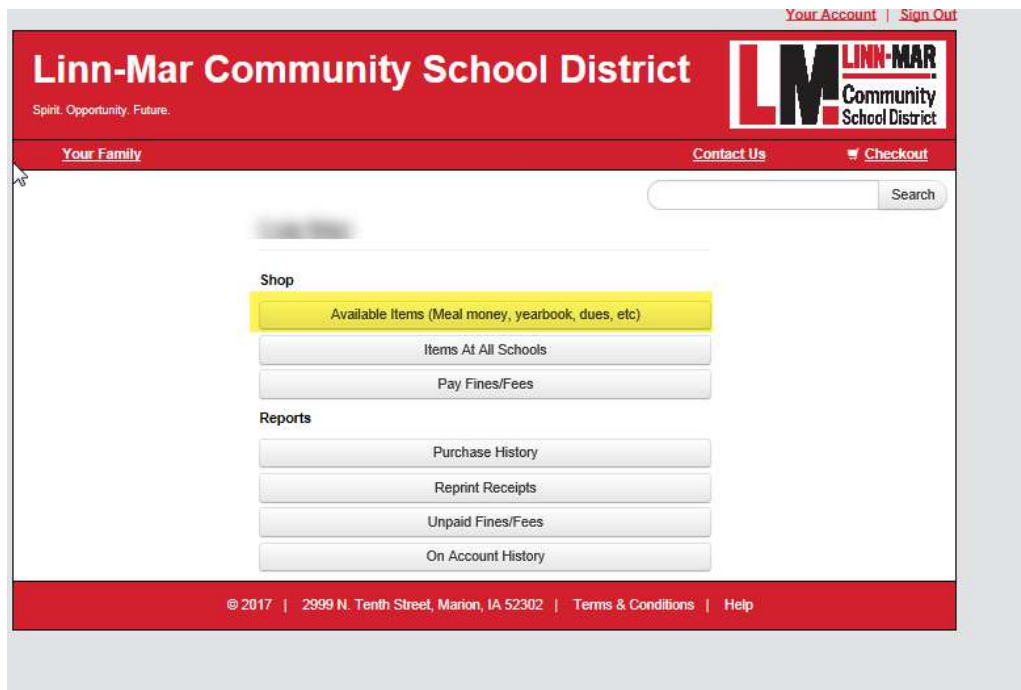 Your Account | Sign Out
Linn-Mar Community School District
Spirit. Opportunity. Future.
LM
LINN-MAR
Community
School District
Your Family
Contact Us
Checkout
Search
Shop
Available Items (Meal money, yearbook, dues, etc)
Items At All Schools
Pay Fines/Fees
Reports
Purchase History
Reprint Receipts
Unpaid Fines/Fees
On Account History
© 2017 | 2999 N. Tenth Street, Marion, IA 52302 | Terms & Conditions | Help